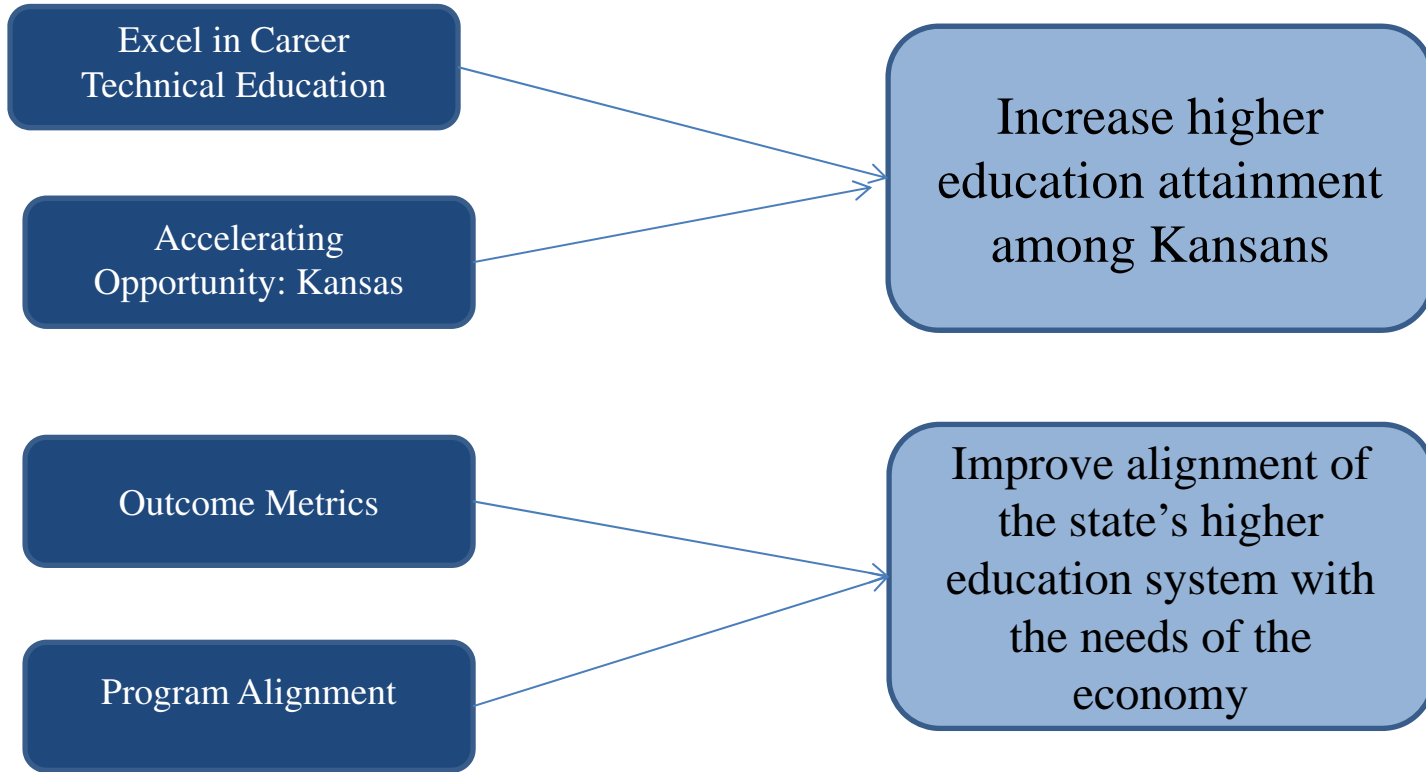 Excel in Career
Technical Education
Accelerating
Opportunity: Kansas
Increase higher
education attainment
among Kansans
Outcome Metrics
Program Alignment
Improve alignment of
the state’s higher
education system with
the needs of the
economy